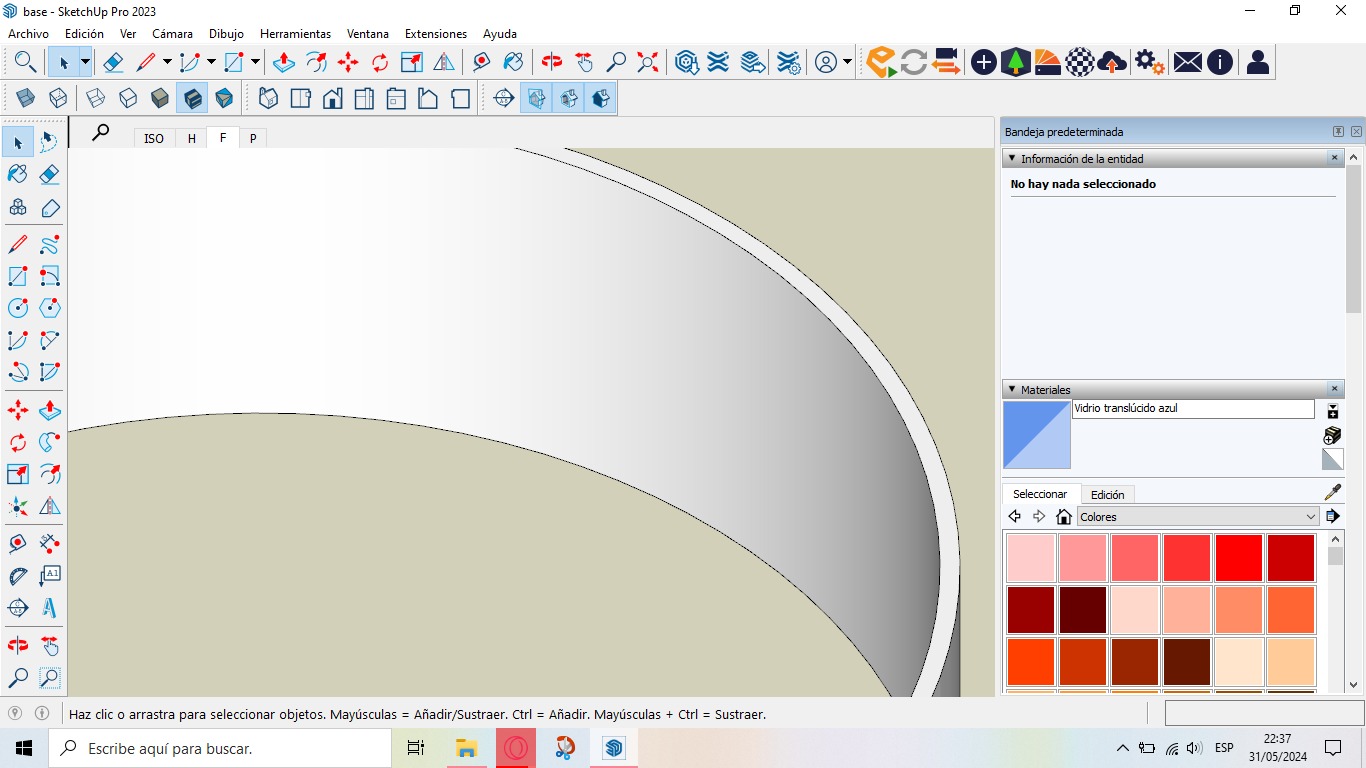 base - SketchUp Pro 2023
Archivo Edición Ver Cámara Dibujo Herramientas Ventana Extensiones Ayuda
ISO H F P
Bandeja predeterminada
Información de la entidad
No hay nada seleccionado
Materiales
Vidrio translúcido azul
Seleccionar Edición
Colores
A1
A
Haz clic o arrastra para seleccionar objetos. Mayúsculas = Añadir/Sustraer. Ctrl = Añadir. Mayúsculas + Ctrl = Sustraer.
Escribe aquí para buscar.
ESP
22:37
31/05/2024